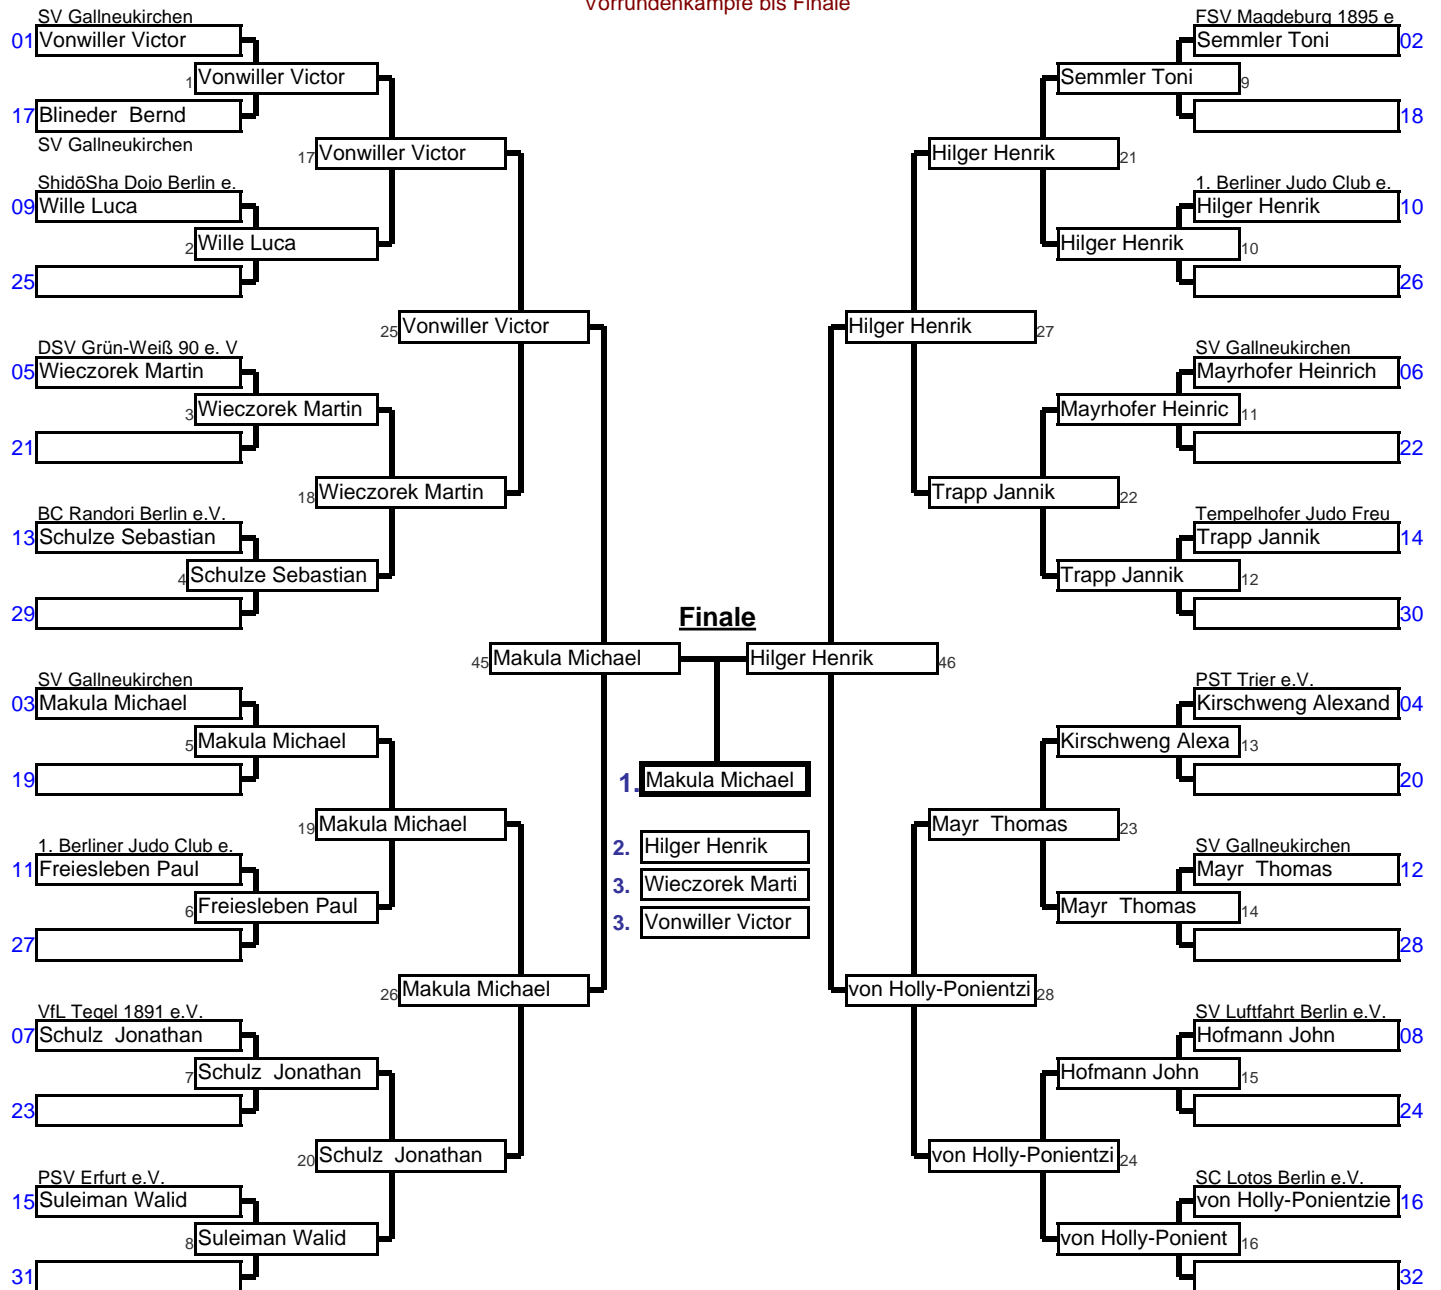 Vorrundenkämpfe bis Finale
SV Gallneukirchen
01 Vonwiller Victor
1 Vonwiller Victor
17 Blineder Bernd
SV Gallneukirchen
17 Vonwiller Victor
ShidōSha Dojo Berlin e.
09 Wille Luca
2 Wille Luca
25
25 Vonwiller Victor
DSV Grün-Weiß 90 e. V
05 Wieczorek Martin
3 Wieczorek Martin
21
18 Wieczorek Martin
BC Randori Berlin e.V.
13 Schulze Sebastian
4 Schulze Sebastian
29
45 Makula Michael
SV Gallneukirchen
03 Makula Michael
5 Makula Michael
19
19 Makula Michael
1. Berliner Judo Club e.
11 Freiesleben Paul
6 Freiesleben Paul
27
26 Makula Michael
VfL Tegel 1891 e.V.
07 Schulz Jonathan
7 Schulz Jonathan
23
20 Schulz Jonathan
PSV Erfurt e.V.
15 Suleiman Walid
8 Suleiman Walid
31
Finale
1. Makula Michael
2. Hilger Henrik
3. Wieczorek Marti
3. Vonwiller Victor
FSV Magdeburg 1895 e
Semmler Toni 02
Semmler Toni 9
18
Hilger Henrik 21
1. Berliner Judo Club e.
Hilger Henrik 10
Hilger Henrik 10
26
Hilger Henrik 27
SV Gallneukirchen
Mayrhofer Heinrich 06
Mayrhofer Heinric 11
22
Trapp Jannik 22
Tempelhofer Judo Freu
Trapp Jannik 14
Trapp Jannik 12
30
Hilger Henrik 46
PST Trier e.V.
Kirschweng Alexand 04
Kirschweng Alexa 13
20
Mayr Thomas 23
SV Gallneukirchen
Mayr Thomas 12
Mayr Thomas 14
28
von Holly-Ponientzi 28
SV Luftfahrt Berlin e.V.
Hofmann John 08
Hofmann John 15
24
von Holly-Ponientzi 24
SC Lotos Berlin e.V.
von Holly-Ponientzie 16
von Holly-Ponient 16
32